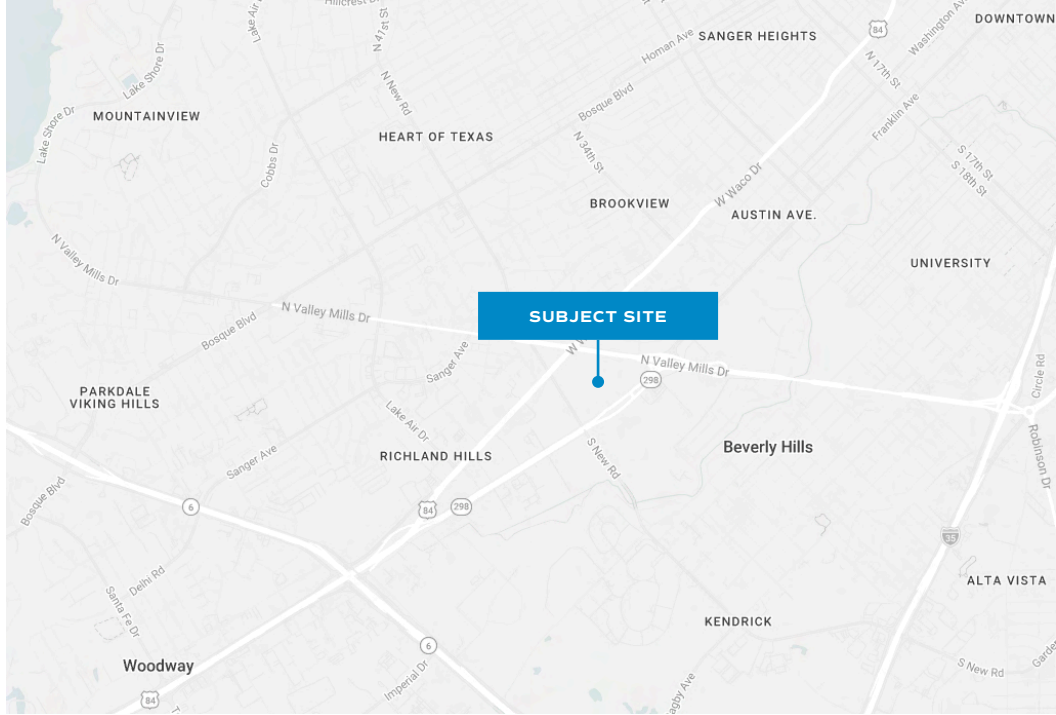 Hillcrest D
Lake Air
N 41st St
84
DOWNTOWN
Washington Av
SANGER HEIGHTS
Homan Ave
N 17th St
Lake Shore Dr
N New Rd
Bosque Blvd
Franklin Ave
MOUNTAINVIEW
Lake Shore Dr
HEART OF TEXAS
N 34th St
S 17th St
S 18th St
Cobbs Dr
W Waco Dr
BROOKVIEW
AUSTIN AVE.
N Valley Mills Dr
UNIVERSITY
N Valley Mills Dr
SUBJECT SITE
Bosque Blvd
W W
N Valley Mills Dr
298
Sanger Ave
Circle Rd
PARKDALE
VIKING HILLS
Lake Air Dr
Robinson Dr
Beverly Hills
RICHLAND HILLS
S New Rd
Sanger Ave
Bosque Blvd
6
84
298
35
Delhi Rd
ALTA VISTA
Santa Fe Dr
KENDRICK
6
Woodway
Imperial Dr
S New Rd
Garde
84
agby Ave